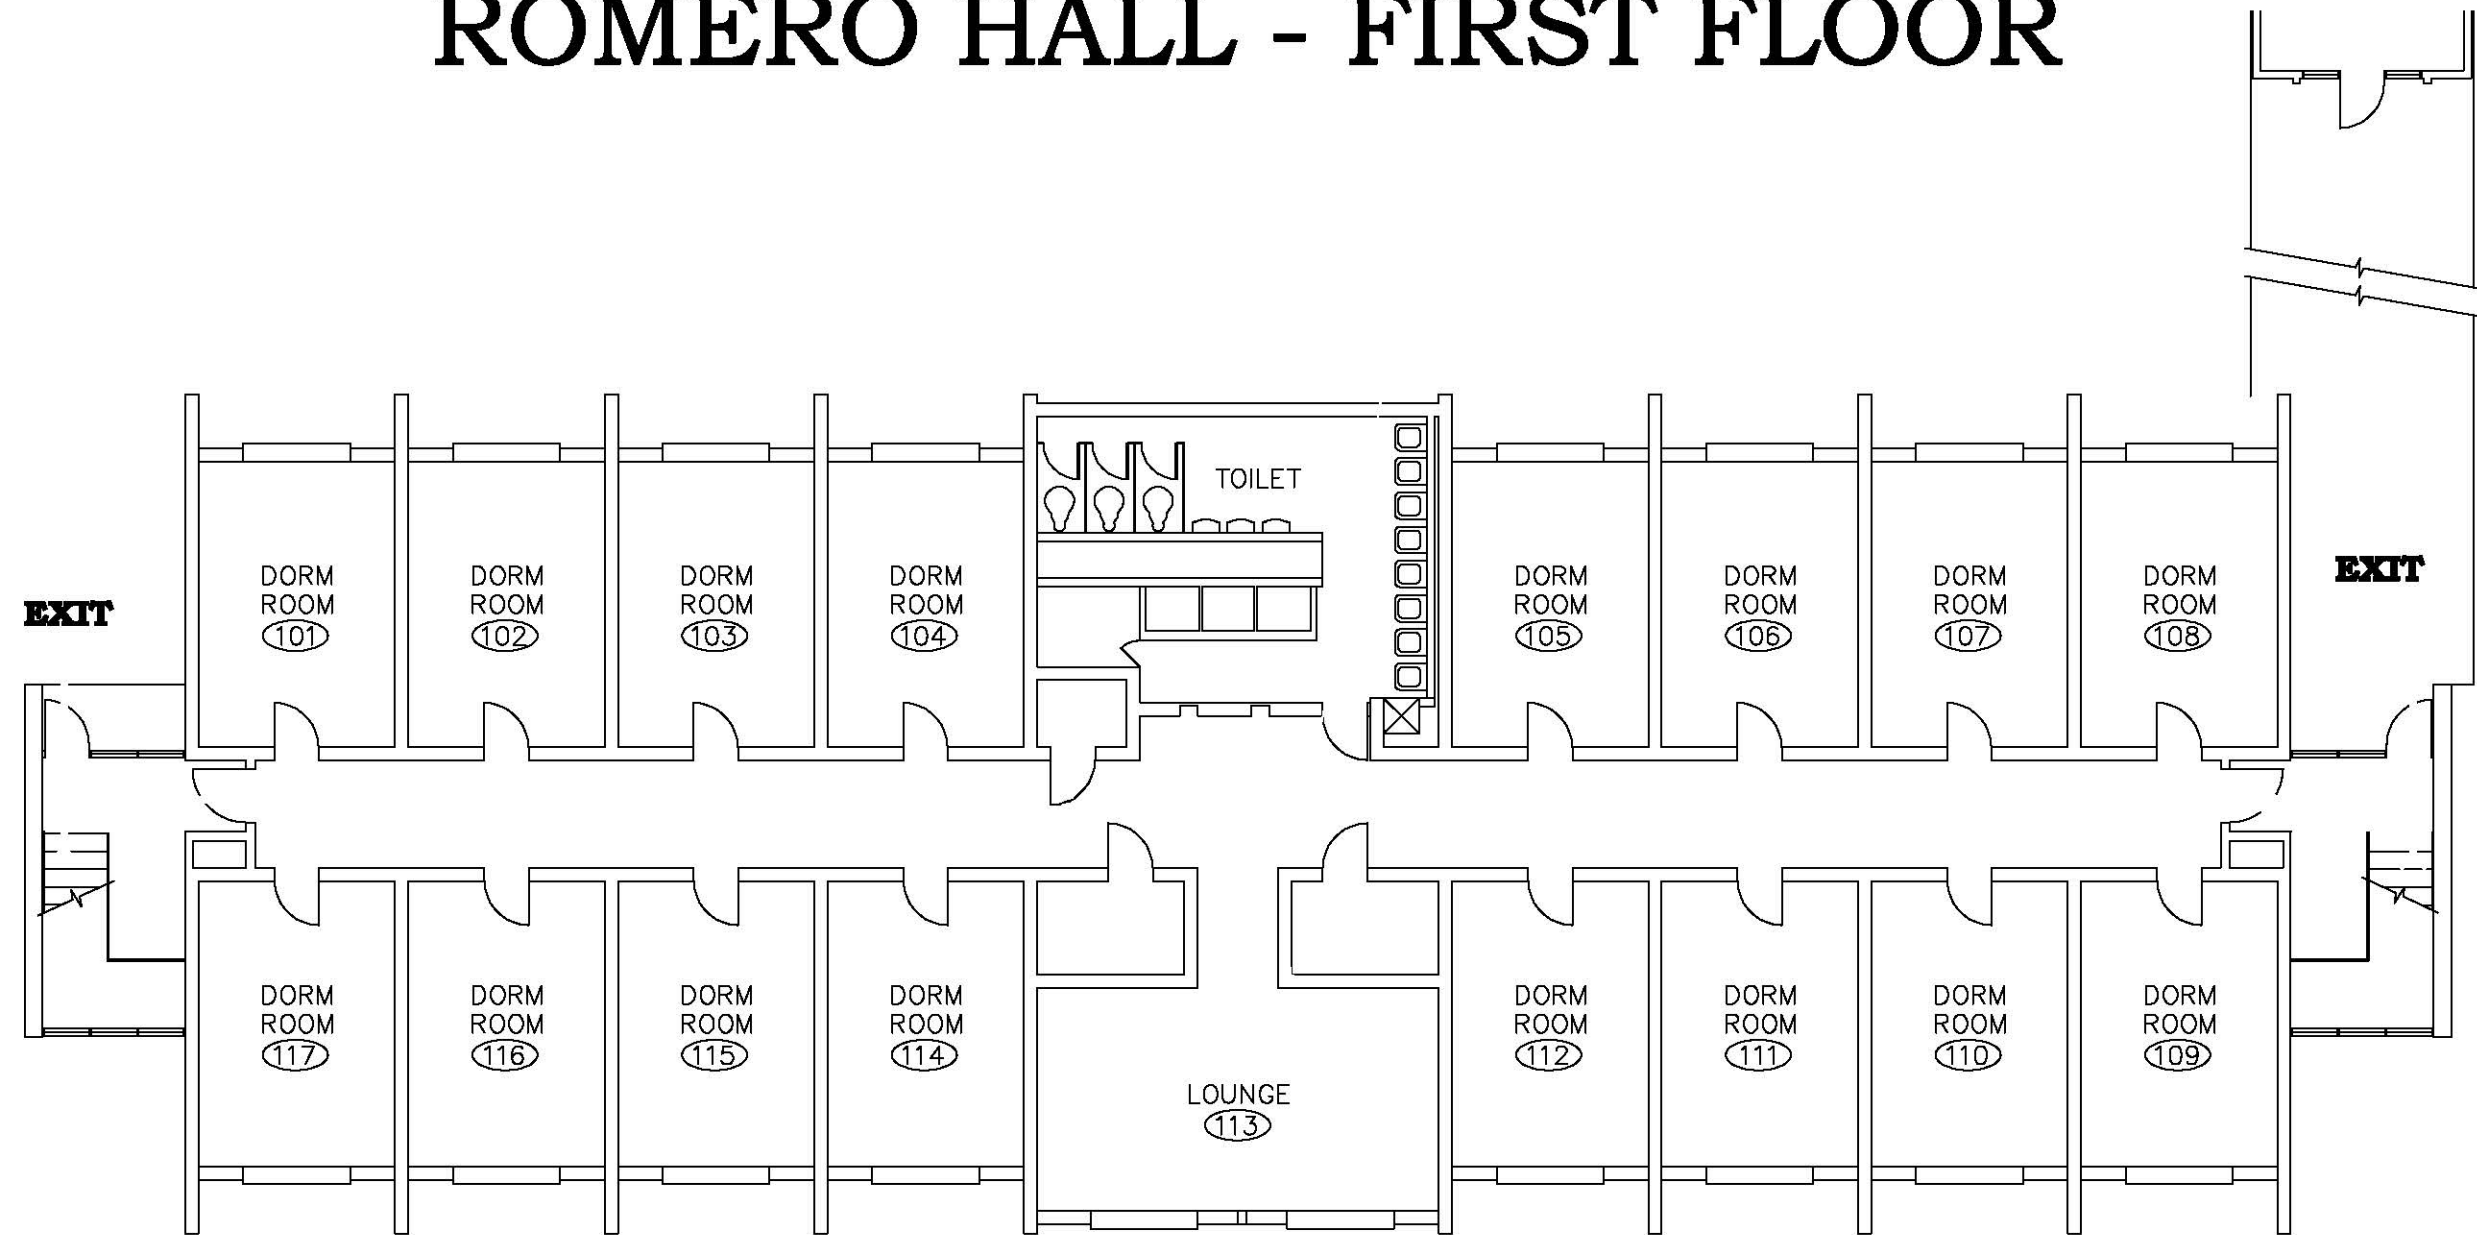 ROMERO HALL - FIRST FLOOR
TOILET
DORM
ROOM
101
DORM
ROOM
102
DORM
ROOM
103
DORM
ROOM
104
DORM
ROOM
105
DORM
ROOM
106
DORM
ROOM
107
DORM
ROOM
108
EXIT
EXIT
DORM
ROOM
117
DORM
ROOM
116
DORM
ROOM
115
DORM
ROOM
114
LOUNGE
113
DORM
ROOM
112
DORM
ROOM
111
DORM
ROOM
110
DORM
ROOM
109